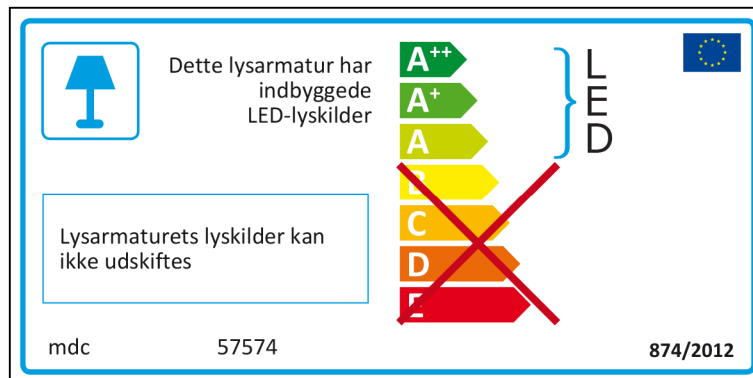 Dette lysarmatur har
indbyggede
LED-lyskilder
A++
A+
A
B
C
D
E
L
E
D
Lysarmaturets lyskilder kan
ikke udskiftes
mdc 57574
874/2012